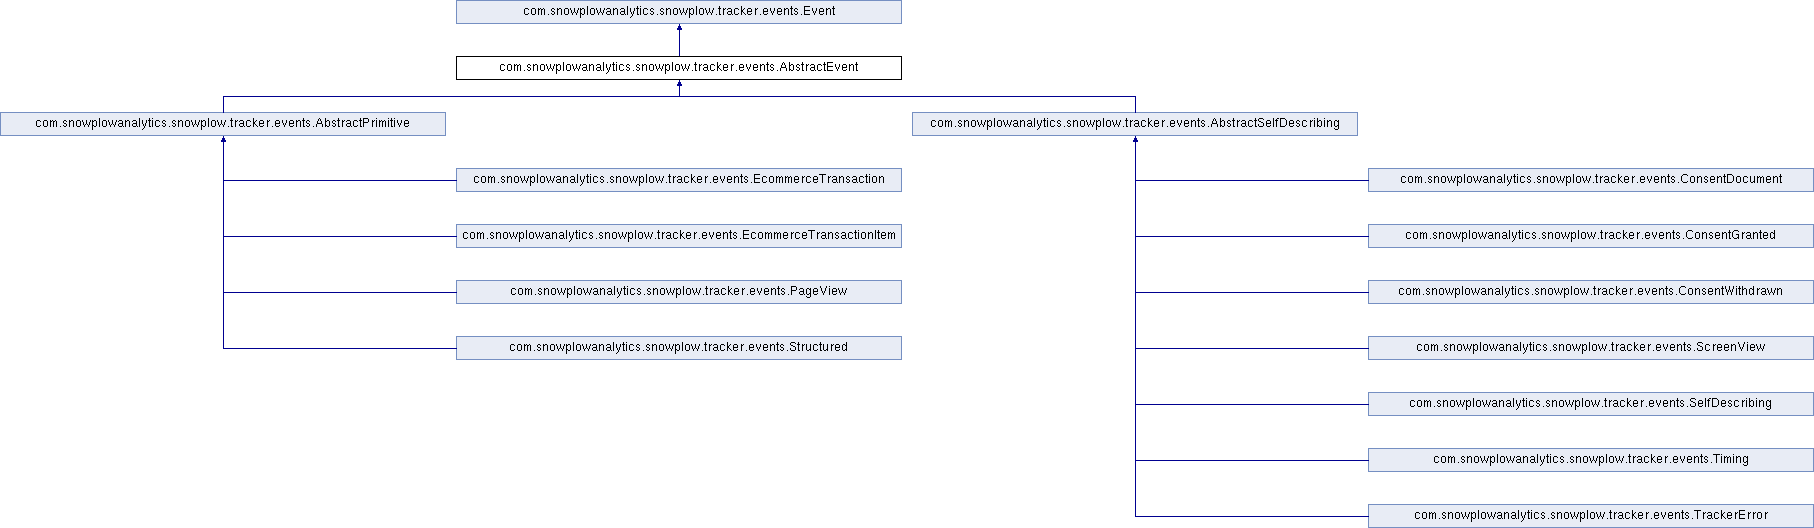 com.snowplowanalytics.snowplow.tracker.events.Event
com.snowplowanalytics.snowplow.tracker.events.AbstractEvent
com.snowplowanalytics.snowplow.tracker.events.AbstractPrimitive
com.snowplowanalytics.snowplow.tracker.events.AbstractSelfDescribing
com.snowplowanalytics.snowplow.tracker.events.EcommerceTransaction
com.snowplowanalytics.snowplow.tracker.events.EcommerceTransactionItem
com.snowplowanalytics.snowplow.tracker.events.PageView
com.snowplowanalytics.snowplow.tracker.events.Structured
com.snowplowanalytics.snowplow.tracker.events.ConsentDocument
com.snowplowanalytics.snowplow.tracker.events.ConsentGranted
com.snowplowanalytics.snowplow.tracker.events.ConsentWithdrawn
com.snowplowanalytics.snowplow.tracker.events.ScreenView
com.snowplowanalytics.snowplow.tracker.events.SelfDescribing
com.snowplowanalytics.snowplow.tracker.events.Timing
com.snowplowanalytics.snowplow.tracker.events.TrackerError